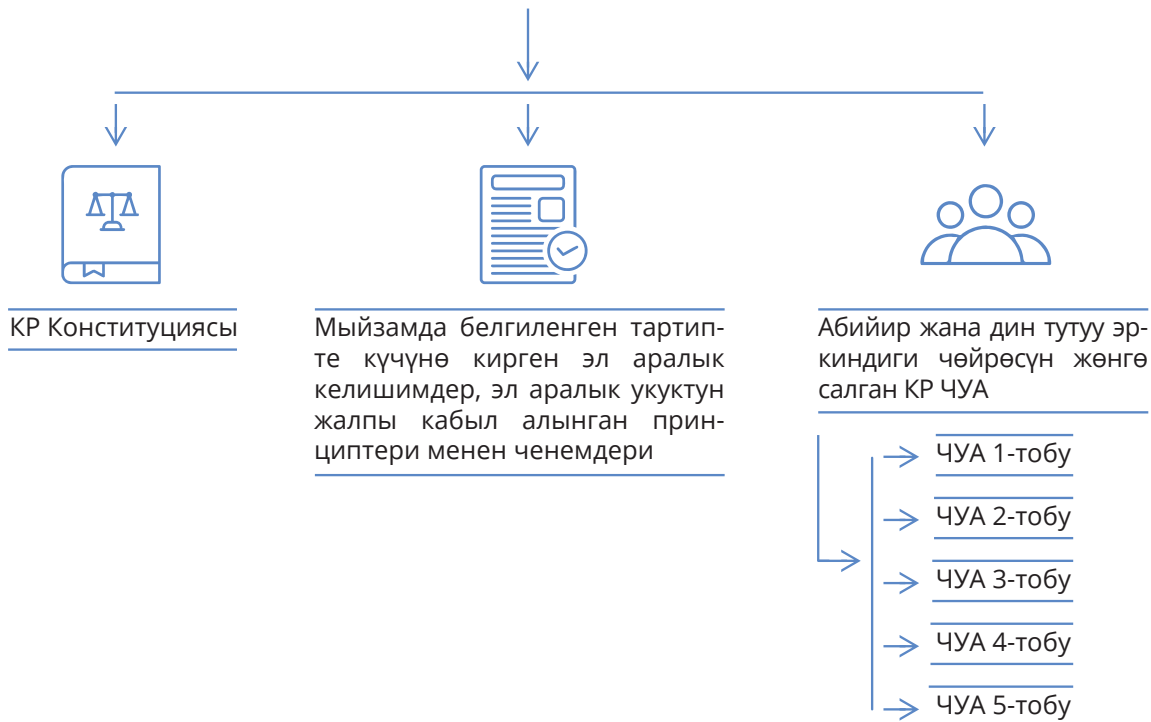 КР Конституциясы
Мыйзамда белгиленген тартип-
те күчүнө кирген эл аралык
келишимдер, эл аралык укуктун
жалпы кабыл алынган прин-
циптери менен ченемдери
Абийир жана дин тутуу эр-
киндиги чөйрөсүн жөнгө
салган КР ЧУА
ЧУА 1-тобу
ЧУА 2-тобу
ЧУА 3-тобу
ЧУА 4-тобу
ЧУА 5-тобу